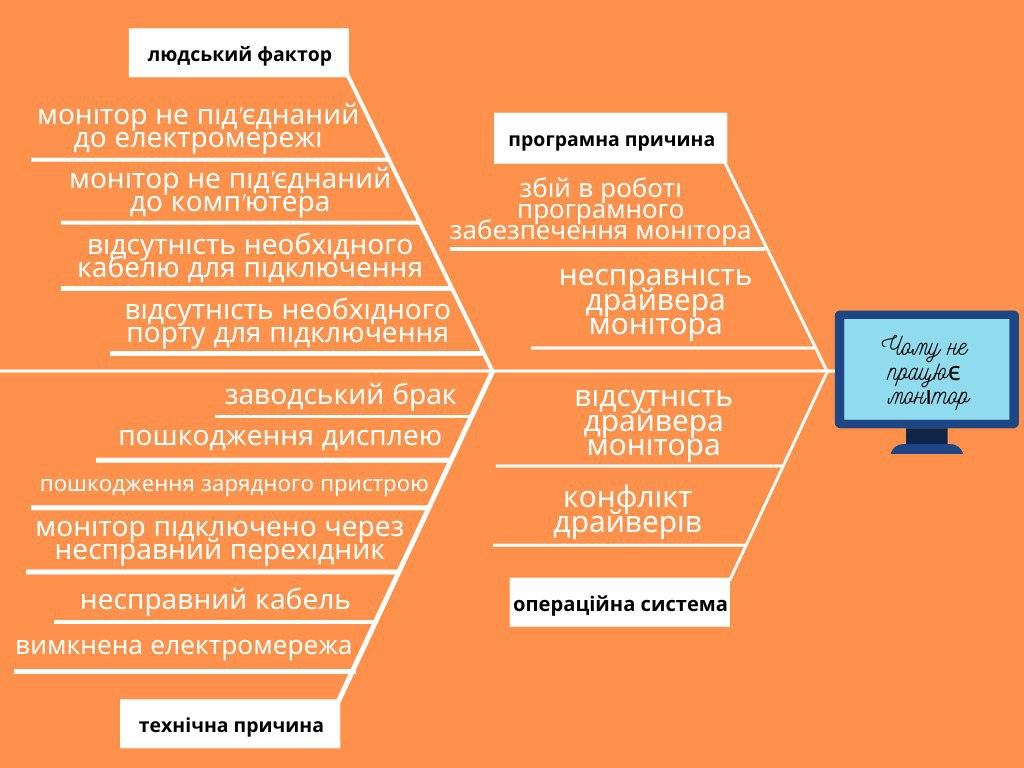 людський фактор
монітор не під'єднаний
до електромережі
монітор не під'єднаний
до комп'ютера
відсутність необхідного
кабелю для підключення
відсутність необхідного
порту для підключення
програмна причина
збій в роботі
програмного
забезпечення монітора
несправність
драйвера
монітора
заводський брак
пошкодження дисплею
пошкодження зарядного пристрою
монітор підключено через
несправний перехідник
несправний кабель
вимкнена електромережа
технічна причина
відсутність
драйвера
монітора
конфлікт
драйверів
операційна система
Чому не
працює
монітор